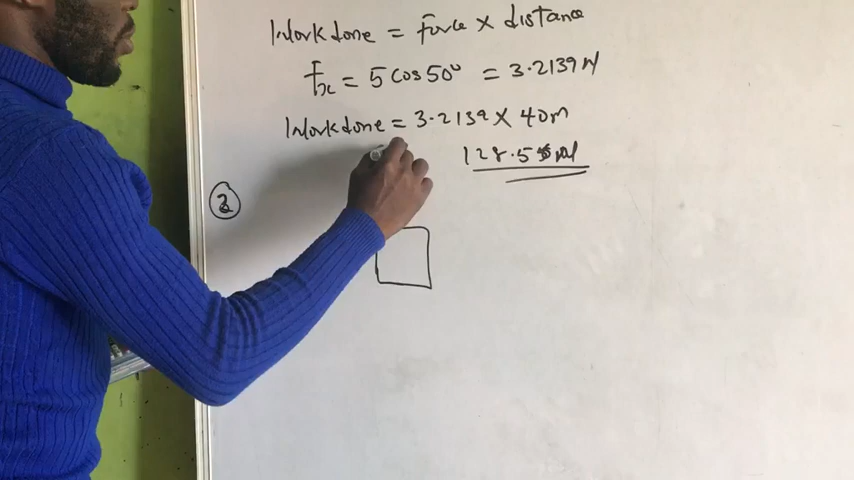 Workdone = force × distance
fx = 5 cos 50° = 3.2139 N
Workdone = 3.2139 × 40m
②